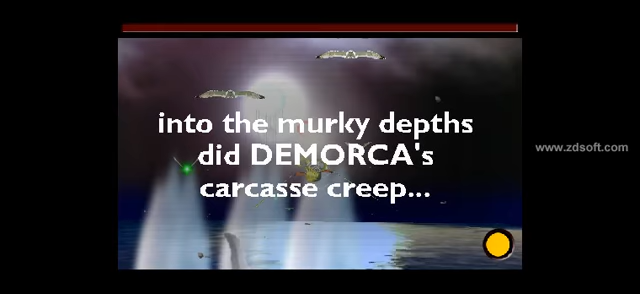 into the murky depths
did DEMORCA's
carcasse creep...
www.zdsoft.com